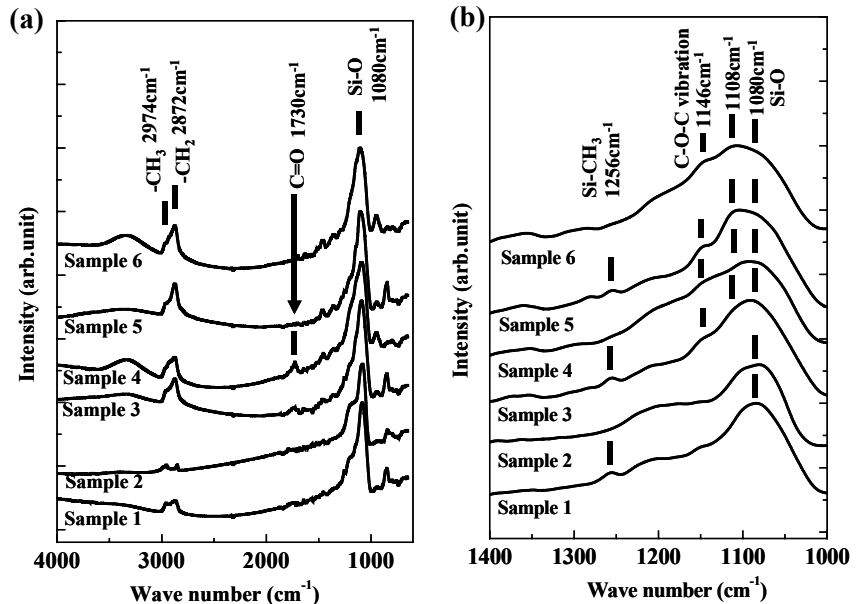 (a)
-CH3 2974cm-1
-CH2 2872cm-1
C=O 1730cm-1
Si-O
1080cm-1
Sample 6
Sample 5
Sample 4
Sample 3
Sample 2
Sample 1
Intensity (arb.unit)
4000
3000
2000
1000
Wave number (cm-1)
(b)
Si-CH3
1256cm-1
C-O-C vibration
1146cm-1
1108cm-1
1080cm-1
Si-O
Sample 6
Sample 5
Sample 4
Sample 3
Sample 2
Sample 1
Intensity (arb.unit)
1400
1300
1200
1100
1000
Wave number (cm-1)